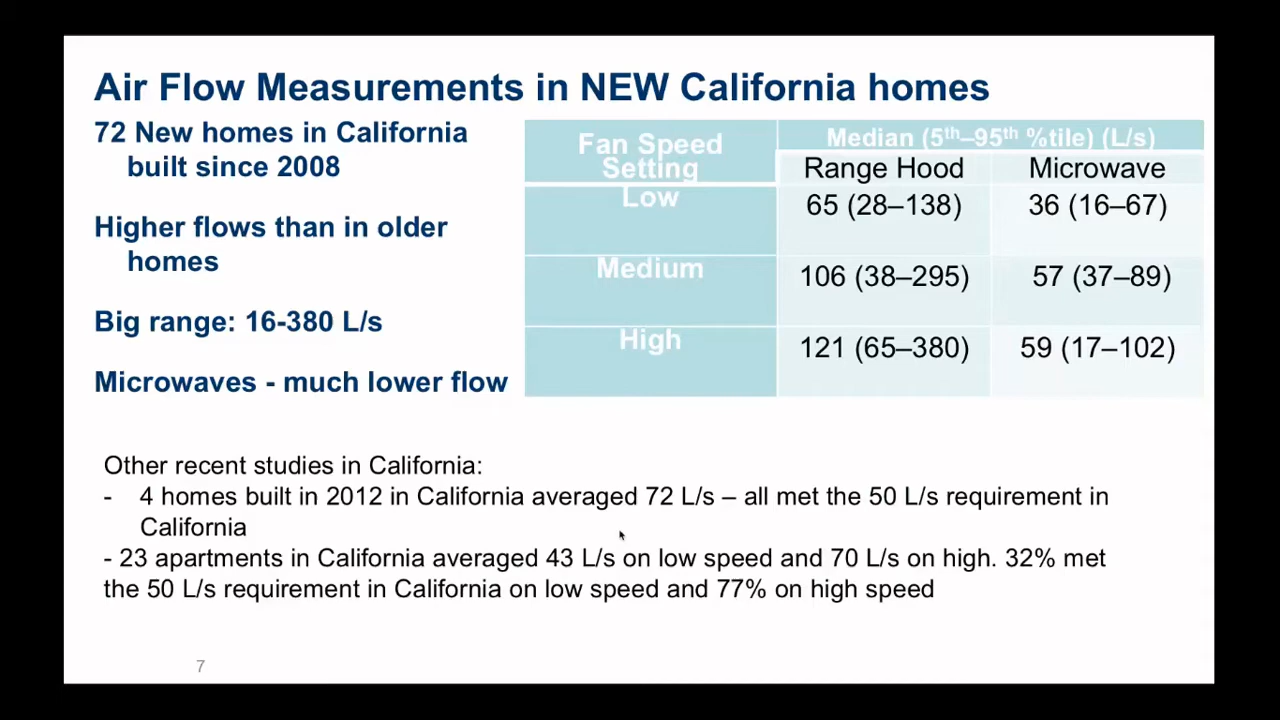 Air Flow Measurements in NEW California homes
72 New homes in California
built since 2008
Higher flows than in older
homes
Big range: 16-380 L/s
Microwaves - much lower flow
Fan Speed
Setting
Median (5th–95th %tile) (L/s)
Range Hood
Microwave
Low
65 (28–138)
36 (16–67)
Medium
106 (38–295)
57 (37–89)
High
121 (65–380)
59 (17–102)
Other recent studies in California:
- 4 homes built in 2012 in California averaged 72 L/s – all met the 50 L/s requirement in
California
- 23 apartments in California averaged 43 L/s on low speed and 70 L/s on high. 32% met
the 50 L/s requirement in California on low speed and 77% on high speed
7